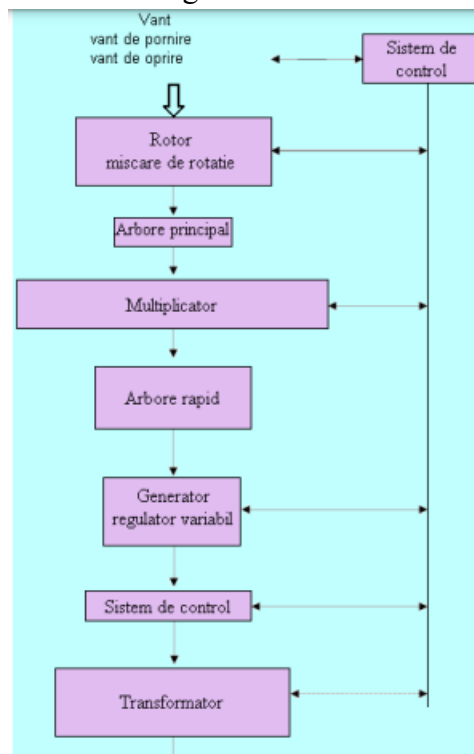 Vant
vant de pornire
vant de oprire
Sistem de
control
Rotor
miscare de rotatie
Arbore principal
Multiplicator
Arbore rapid
Generator
regulator variabil
Sistem de control
Transformator